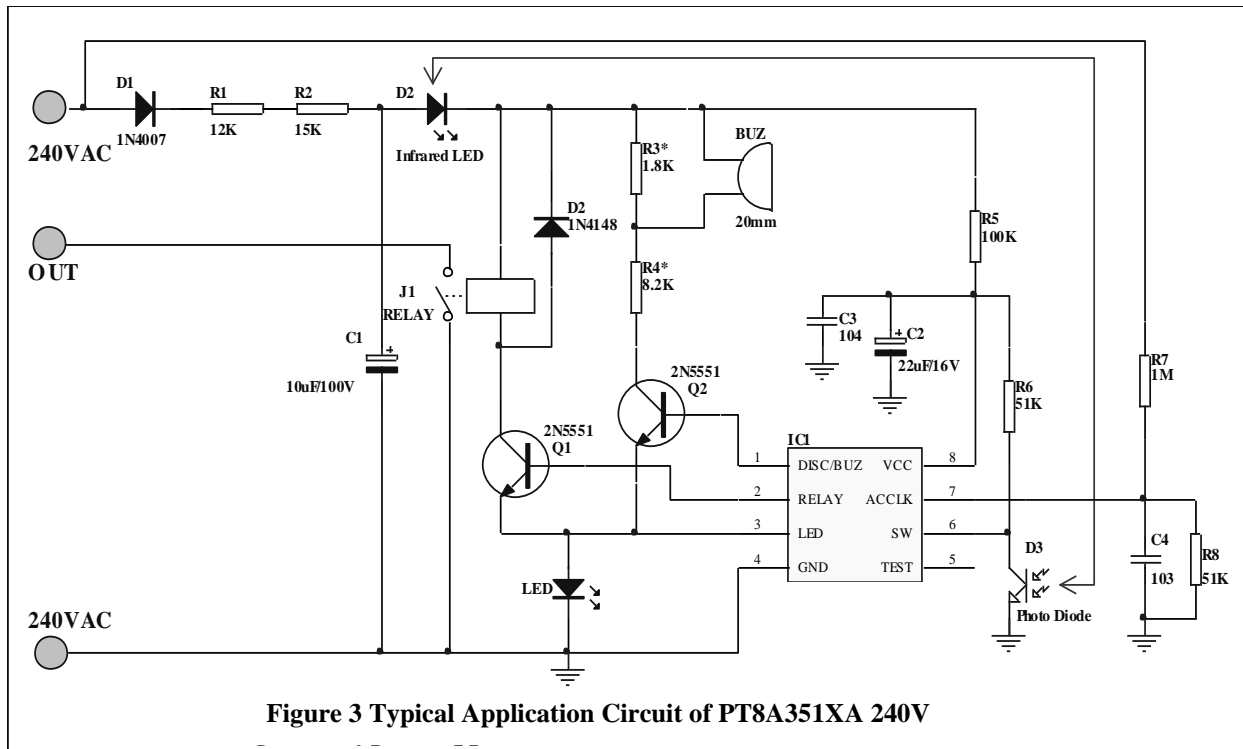 D1
1N4007
R1
12K
R2
15K
D2
Infrared LED
240VAC
R3*
1.8K
BUZ
20mm
D2
1N4148
R5
100K
OUT
R4*
8.2K
J1
RELAY
C1
+
10uF/100V
C3
104
+
C2
22uF/16V
R7
1M
R6
51K
2N5551
Q2
2N5551
Q1
IC1
1
DISC/BUZ
VCC
8
2
RELAY
ACCLK
7
3
LED
SW
6
4
GND
TEST
5
D3
Photo Diode
C4
103
R8
51K
LED
240VAC
Figure 3 Typical Application Circuit of PT8A351XA 240V